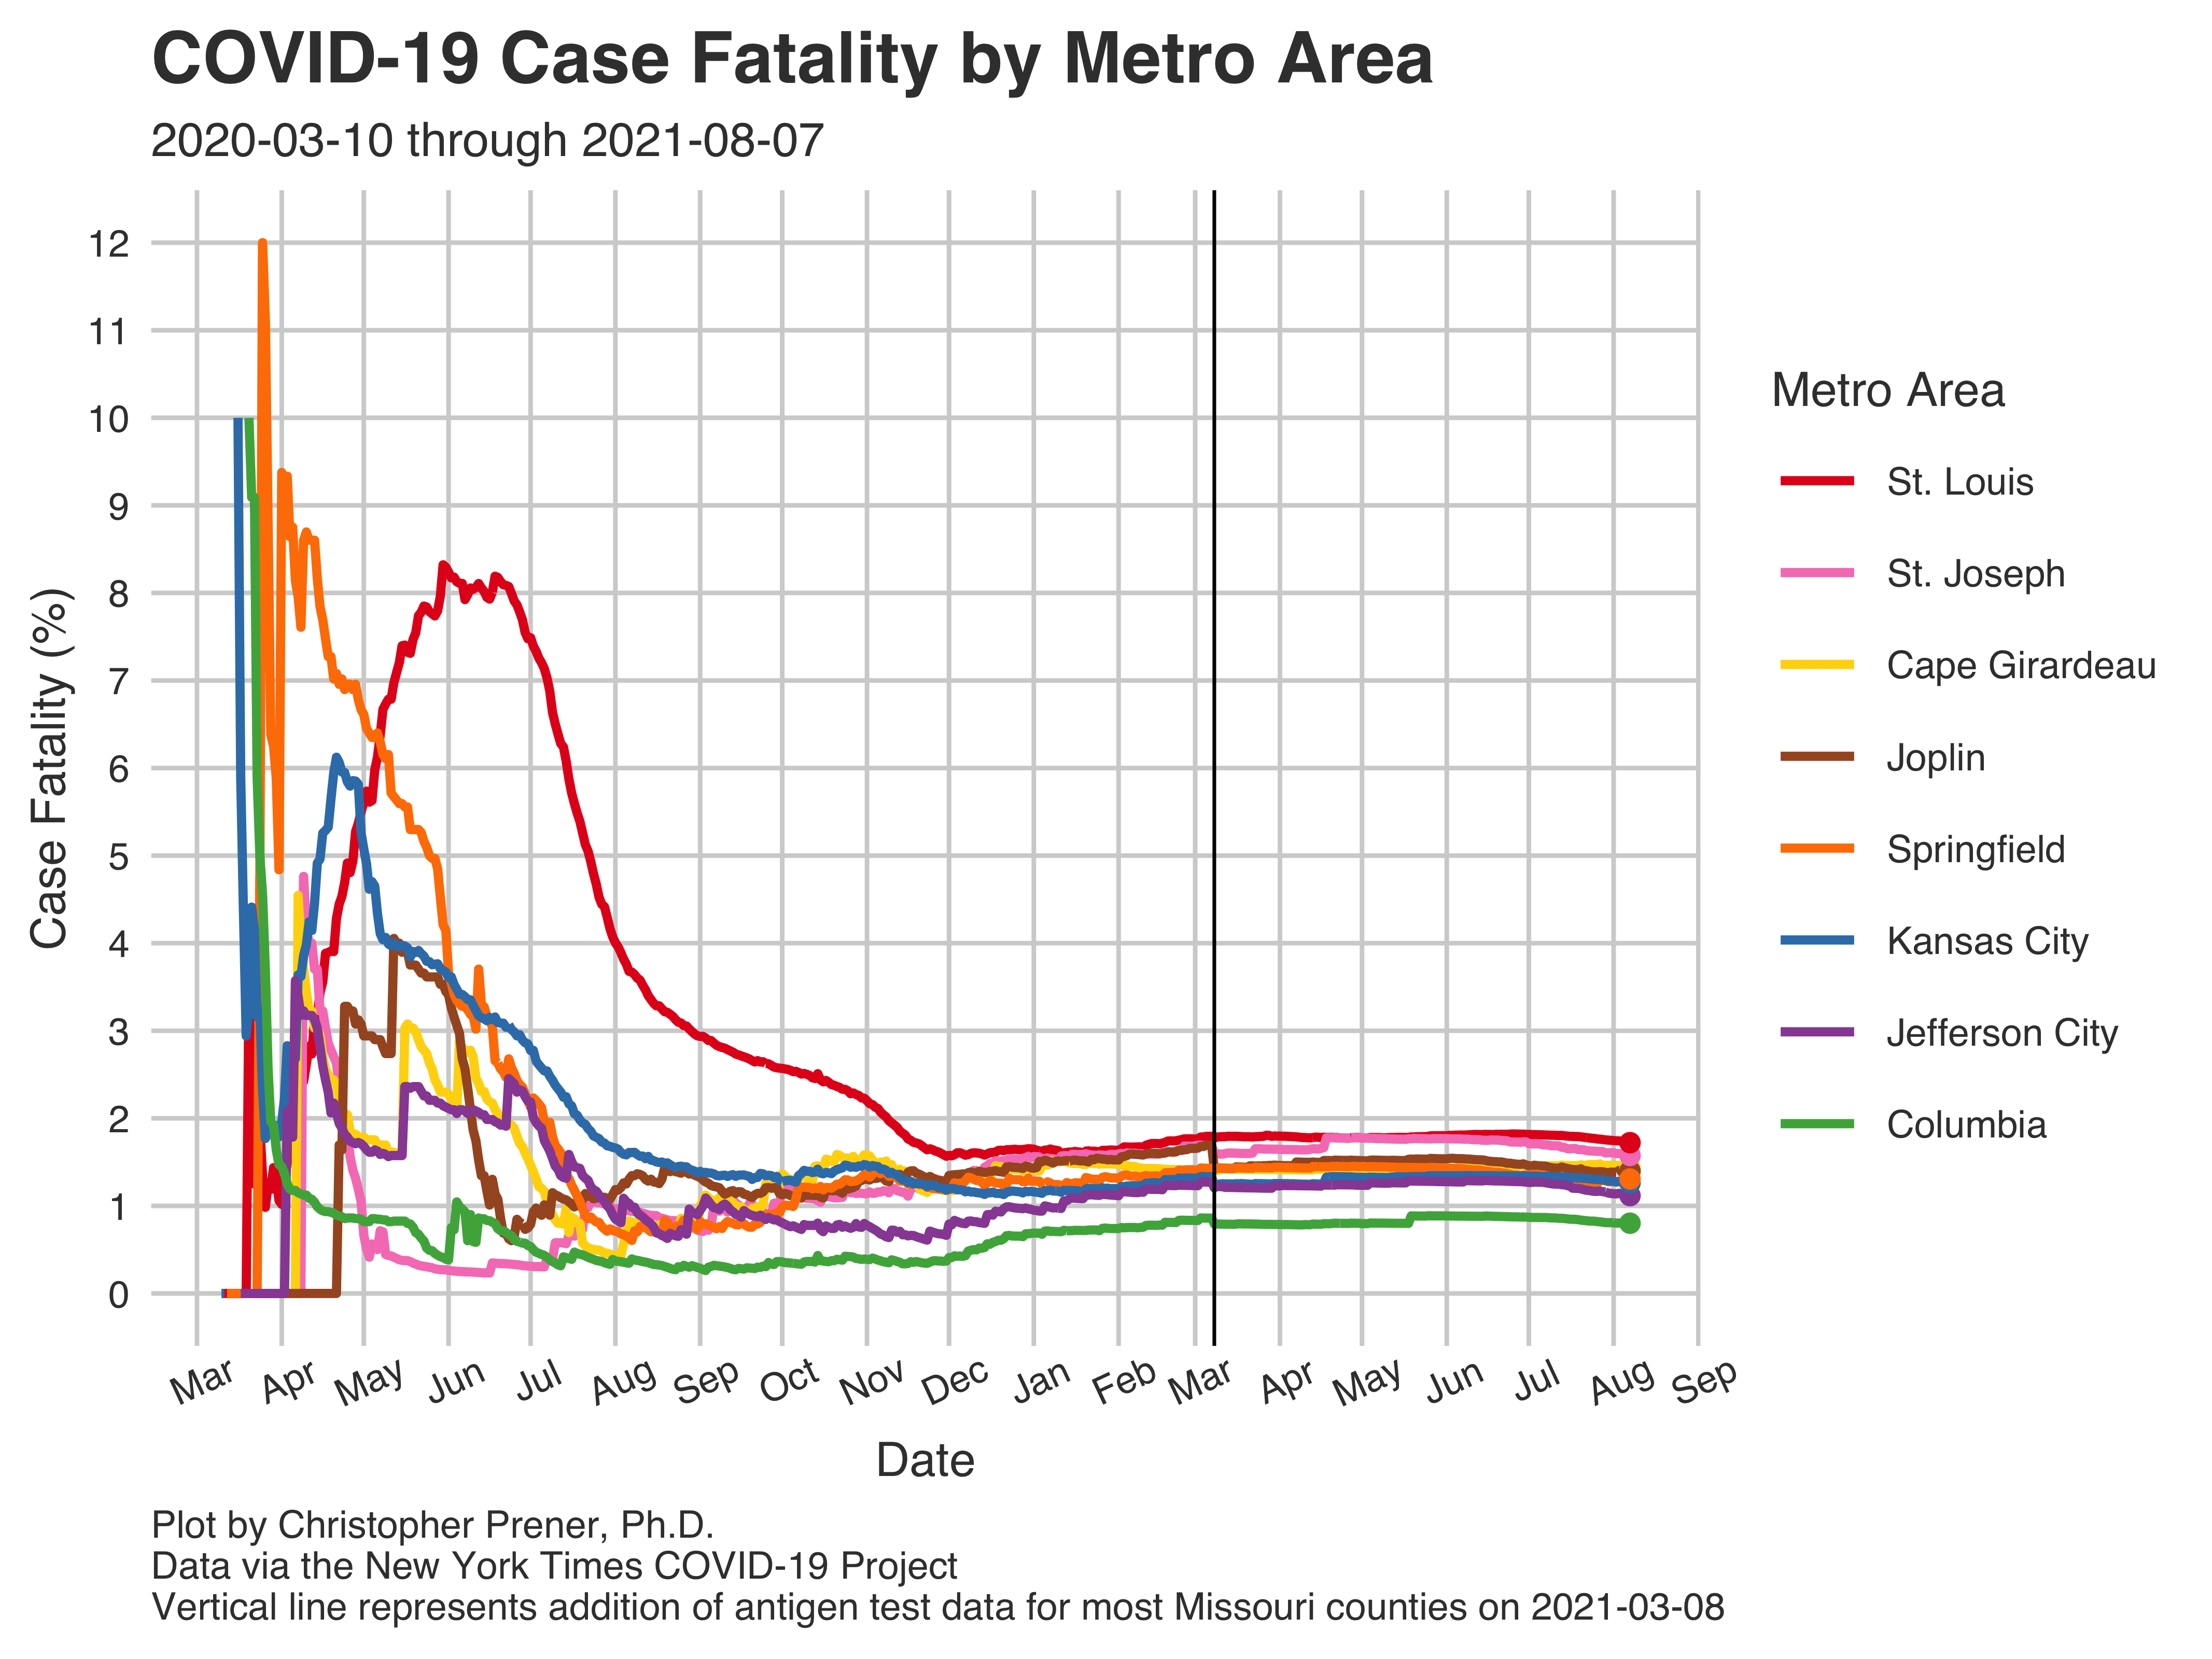 COVID-19 Case Fatality by Metro Area
2020-03-10 through 2021-08-07
12
11
10
9
8
7
6
5
4
3
2
1
0
Case Fatality (%)
Mar
Apr
May
Jun
Jul
Aug
Sep
Oct
Nov
Dec
Jan
Feb
Mar
Apr
May
Jun
Jul
Aug
Sep
Date
Metro Area
St. Louis
St. Joseph
Cape Girardeau
Joplin
Springfield
Kansas City
Jefferson City
Columbia
Plot by Christopher Prener, Ph.D.
Data via the New York Times COVID-19 Project
Vertical line represents addition of antigen test data for most Missouri counties on 2021-03-08